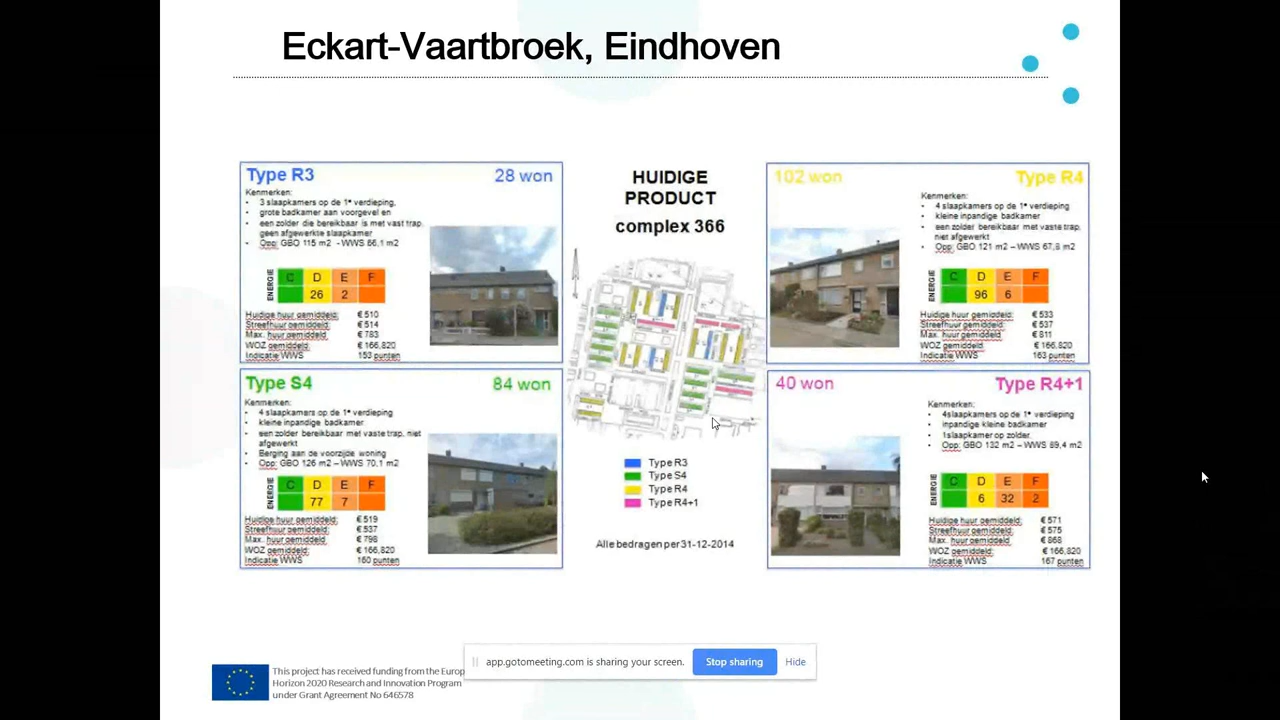 Eckart-Vaartbroek, Eindhoven
Type R3 28 won
Kenmerken:
• 3 slaapkamers op de 1e verdieping,
• grote badkamer aan voorgevel en
• een zolder die bereikbaar is met vast trap,
geen afgewerkte slaapkamer
• Opp: GBO 115 m2 - WWS 66,1 m2
ENERGIE
C D E F
26 2
Huidige huur gemiddeld: € 510
Streefhuur gemiddeld: € 514
Max. huur gemiddeld: € 783
WOZ gemiddeld: € 166,820
Indicatie WWS 153 punten
HUIDIGE
PRODUCT
complex 366
102 won Type R4
Kenmerken:
• 4 slaapkamers op de 1e verdieping
• kleine inpandige badkamer
• een zolder bereikbaar met vaste trap,
niet afgewerkt
• Opp: GBO 121 m2 – WWS 67,8 m2
ENERGIE
C D E F
96 6
Huidige huur gemiddeld: € 533
Streefhuur gemiddeld: € 537
Max. huur gemiddeld: € 811
WOZ gemiddeld: € 166,820
Indicatie WWS 163 punten
Type S4 84 won
Kenmerken:
• 4 slaapkamers op de 1e verdieping
• kleine inpandige badkamer
• een zolder bereikbaar met vaste trap, niet
afgewerkt
• Berging aan de voorzijde woning
• Opp: GBO 126 m2 – WWS 70,1 m2
ENERGIE
C D E F
77 7
Huidige huur gemiddeld: € 519
Streefhuur gemiddeld: € 537
Max. huur gemiddeld: € 798
WOZ gemiddeld: € 166,820
Indicatie WWS 160 punten
Type R3
Type S4
Type R4
Type R4+1
Alle bedragen per 31-12-2014
40 won Type R4+1
Kenmerken:
• 4slaapkamers op de 1e verdieping
• inpandige kleine badkamer
• 1slaapkamer op zolder.
• Opp: GBO 132 m2 – WWS 89,4 m2
ENERGIE
C D E F
6 32 2
Huidige huur gemiddeld: € 571
Streefhuur gemiddeld: € 575
Max. huur gemiddeld: € 868
WOZ gemiddeld: € 166,820
Indicatie WWS 167 punten
This project has received funding from the Europ
Horizon 2020 Research and Innovation Program
under Grant Agreement No 646578
app.gotomeeting.com is sharing your screen. Stop sharing Hide